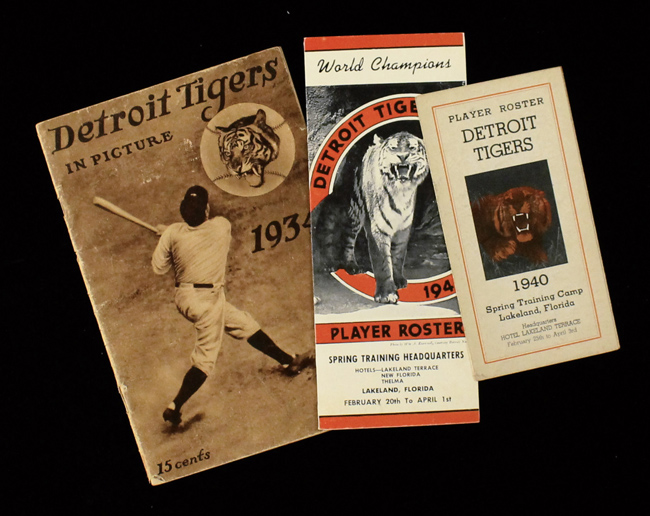 Detroit Tigers
IN PICTURE
1934
15 cents
World Champions
DETROIT TIGE
194
PLAYER ROSTER
SPRING TRAINING HEADQUARTERS
HOTELS—LAKELAND TERRACE
NEW FLORIDA
THELMA
LAKELAND, FLORIDA
FEBRUARY 20th To APRIL 1st
PLAYER ROSTER
DETROIT
TIGERS
1940
Spring Training Camp
Lakeland, Florida
Headquarters
HOTEL LAKELAND TERRACE
February 25th to April 3rd